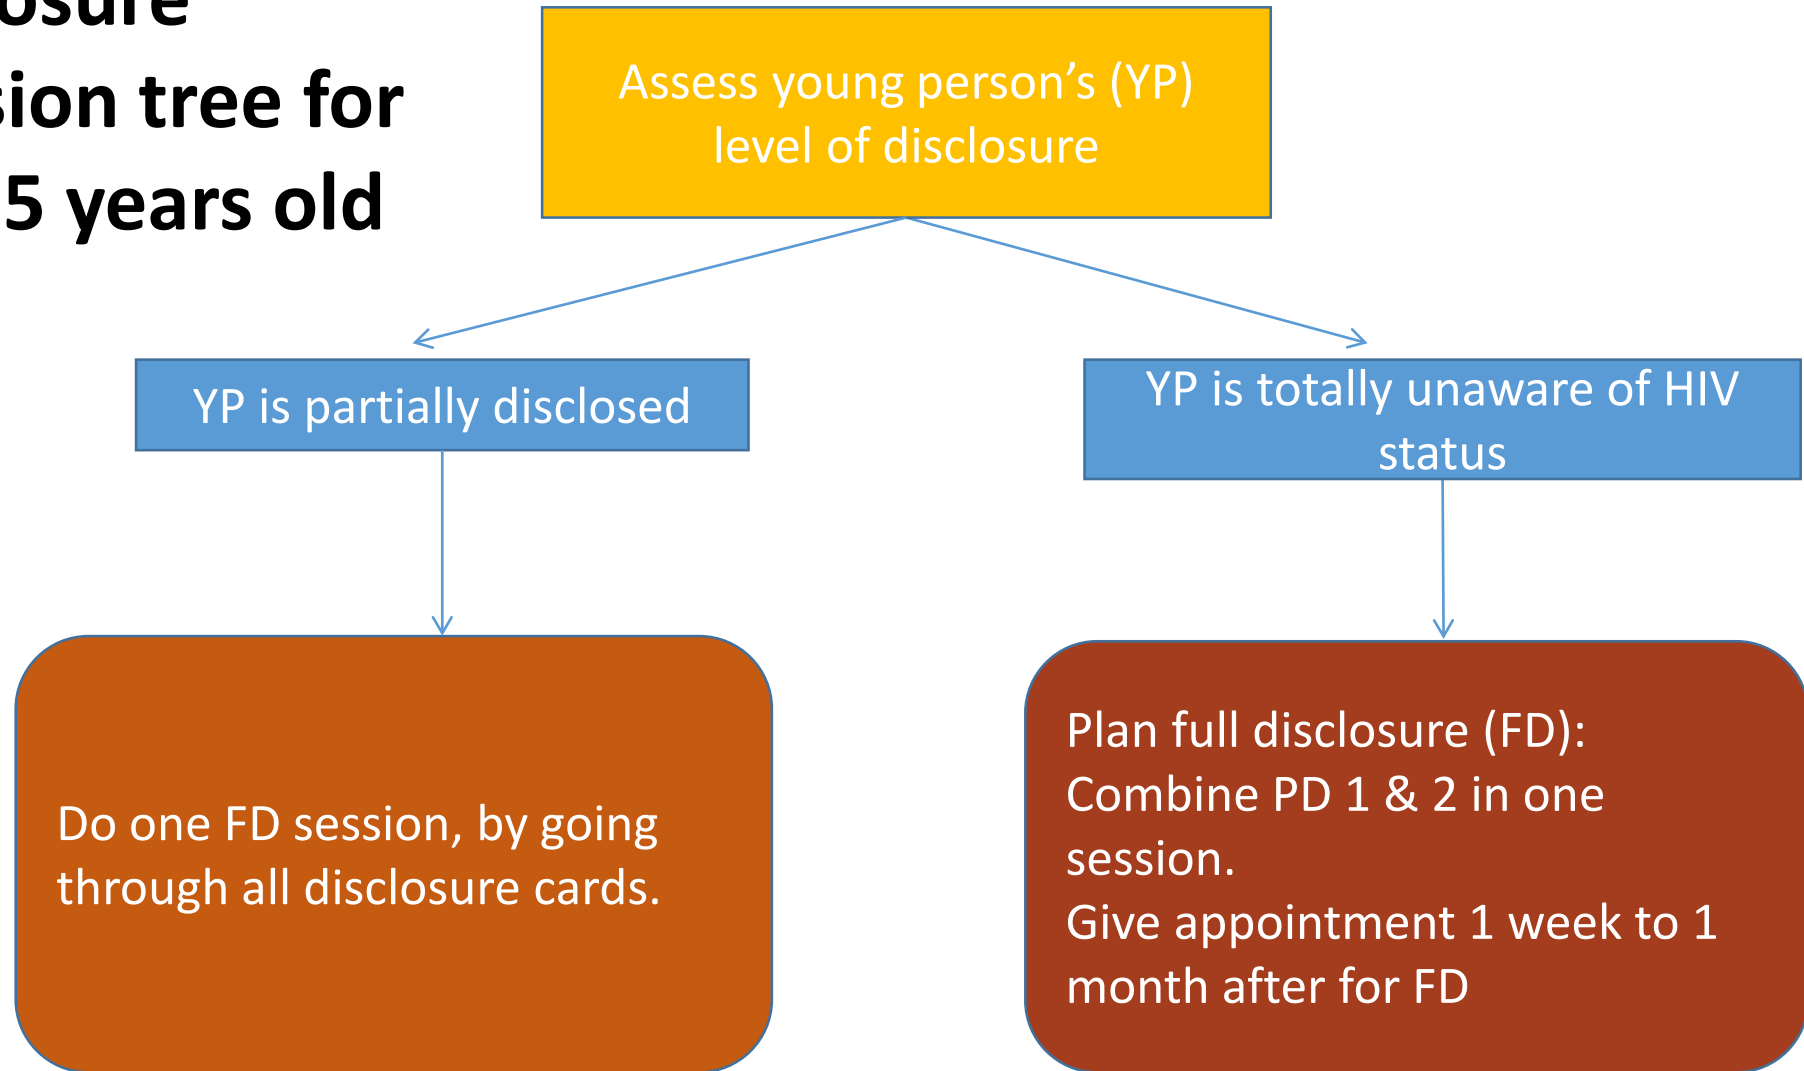 osure
sion tree for
5 years old
Assess young person’s (YP)
level of disclosure
YP is partially disclosed
YP is totally unaware of HIV
status
Do one FD session, by going
through all disclosure cards.
Plan full disclosure (FD):
Combine PD 1 & 2 in one
session.
Give appointment 1 week to 1
month after for FD